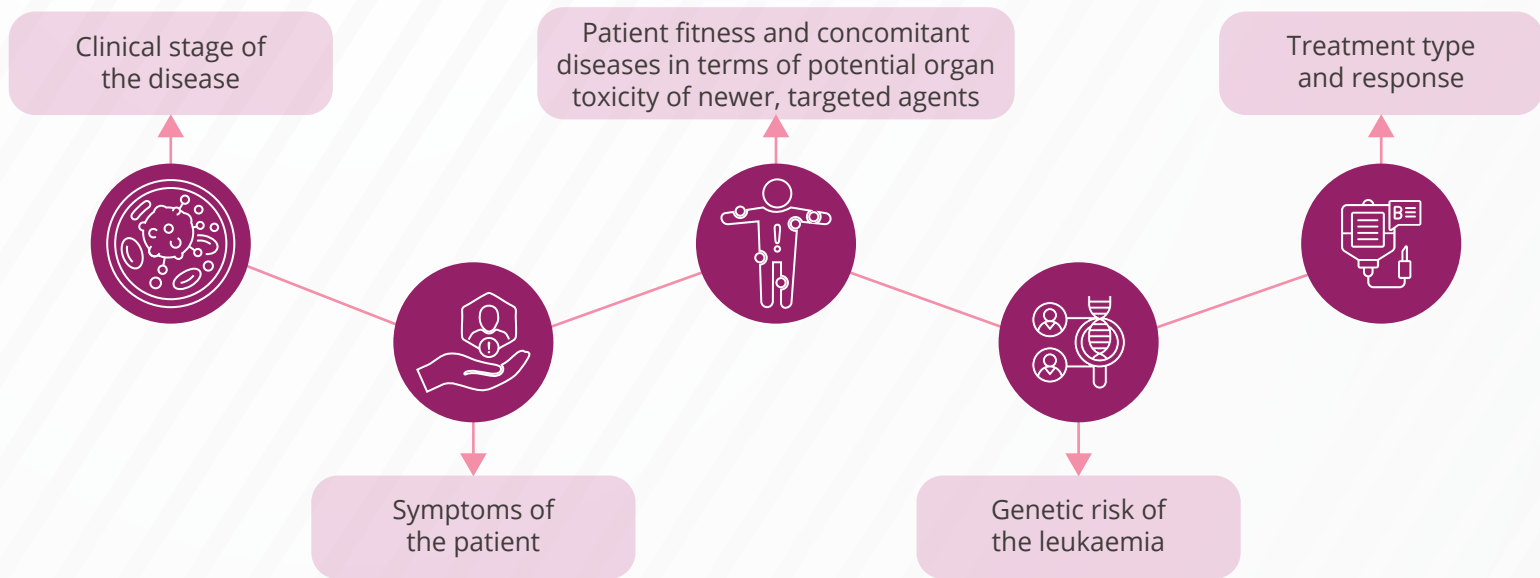 Clinical stage of
the disease
Symptoms of
the patient
Patient fitness and concomitant
diseases in terms of potential organ
toxicity of newer, targeted agents
Genetic risk of
the leukaemia
Treatment type
and response
B